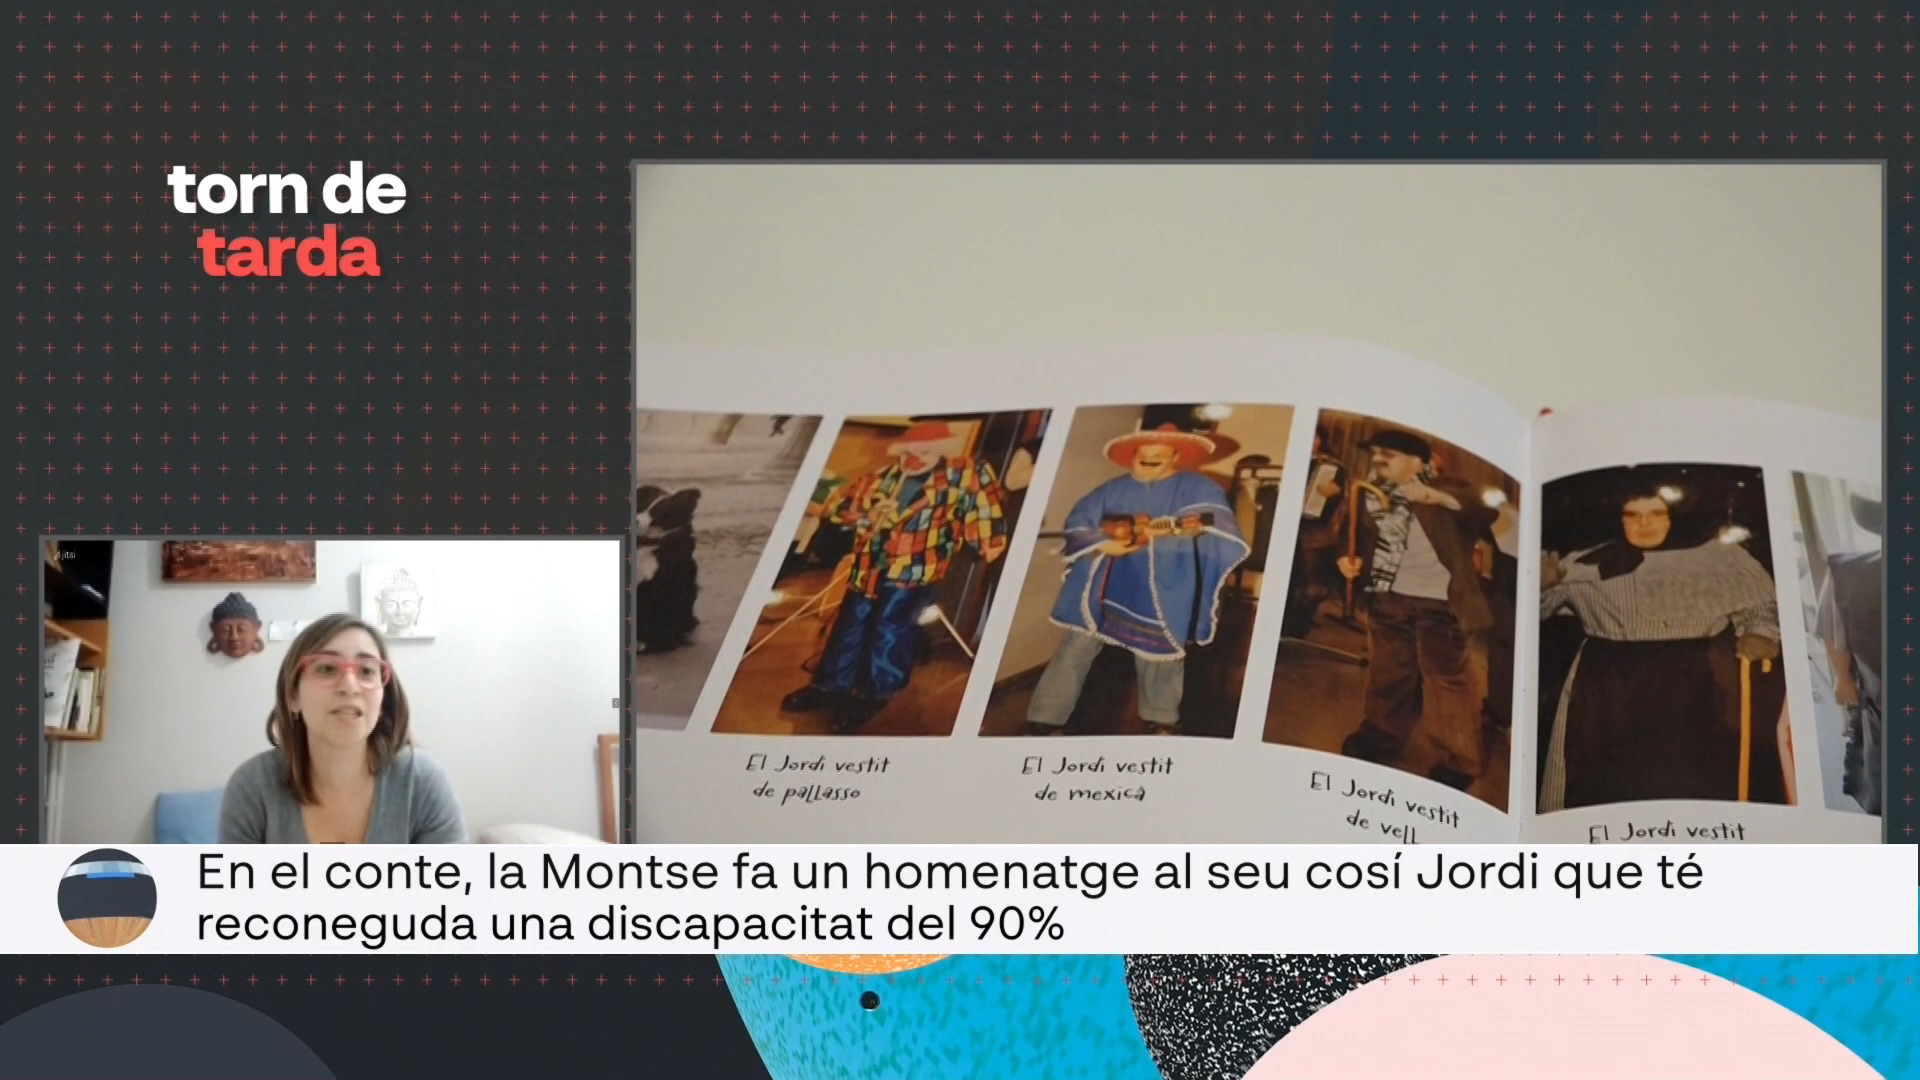 torn de
tarda
jitsi
El Jordi vestit
de pallasso
El Jordi vestit
de mexicà
El Jordi vestit
de vell
El Jordi vestit
En el conte, la Montse fa un homenatge al seu cosí Jordi que té
reconeguda una discapacitat del 90%